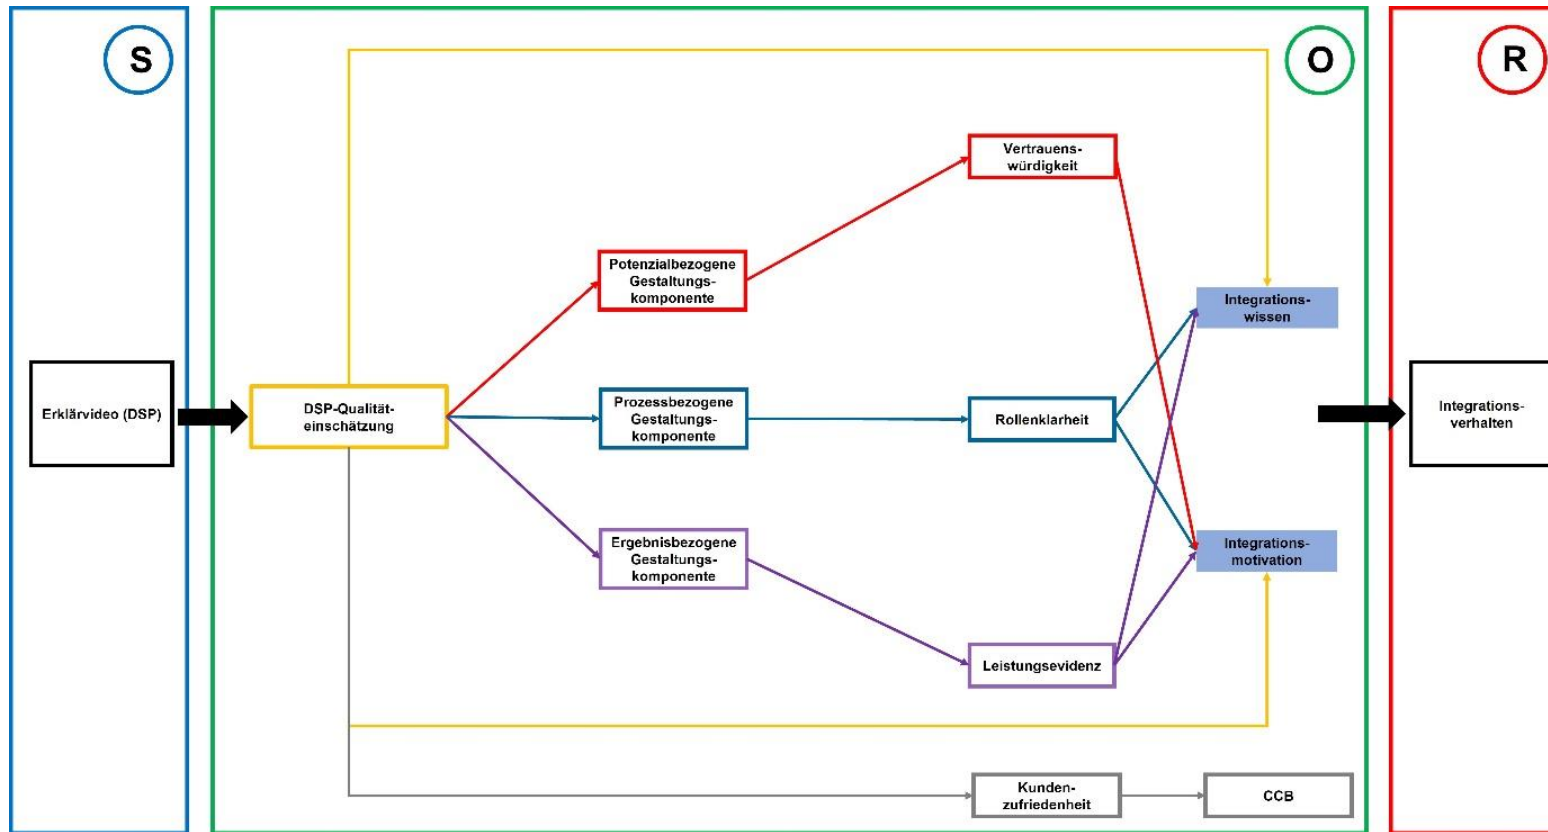 S
O
R
Vertrauens-
würdigkeit
Potenzialbezogene
Gestaltungs-
komponente
Integrations-
wissen
Erklärvideo (DSP)
DSP-Qualität-
einschätzung
Prozessbezogene
Gestaltungs-
komponente
Rollenklarheit
Integrations-
verhalten
Ergebnisbezogene
Gestaltungs-
komponente
Integrations-
motivation
Leistungsevidenz
Kunden-
zufriedenheit
CCB